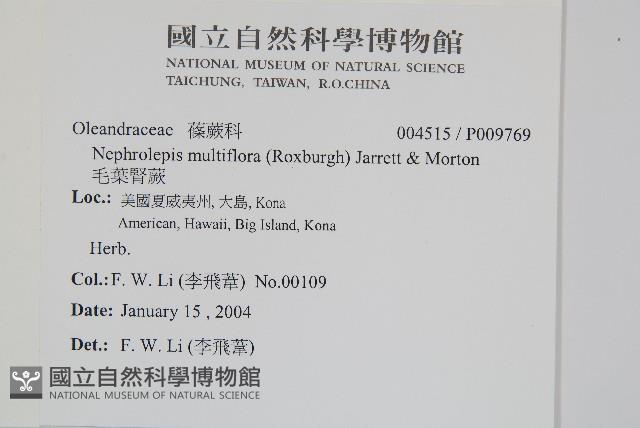 國立自然科學博物館
NATIONAL MUSEUM OF NATURAL SCIENCE
TAICHUNG, TAIWAN, R.O.CHINA
Oleandraceae 蓧蕨科 004515 / P009769
Nephrolepis multiflora (Roxburgh) Jarrett & Morton
毛葉腎蕨
Loc.: 美國夏威夷州, 大島, Kona
American, Hawaii, Big Island, Kona
Herb.
Col.: F. W. Li (李飛葦) No.00109
Date: January 15 , 2004
Det.: F. W. Li (李飛葦)
國立自然科學博物館
NATIONAL MUSEUM OF NATURAL SCIENCE